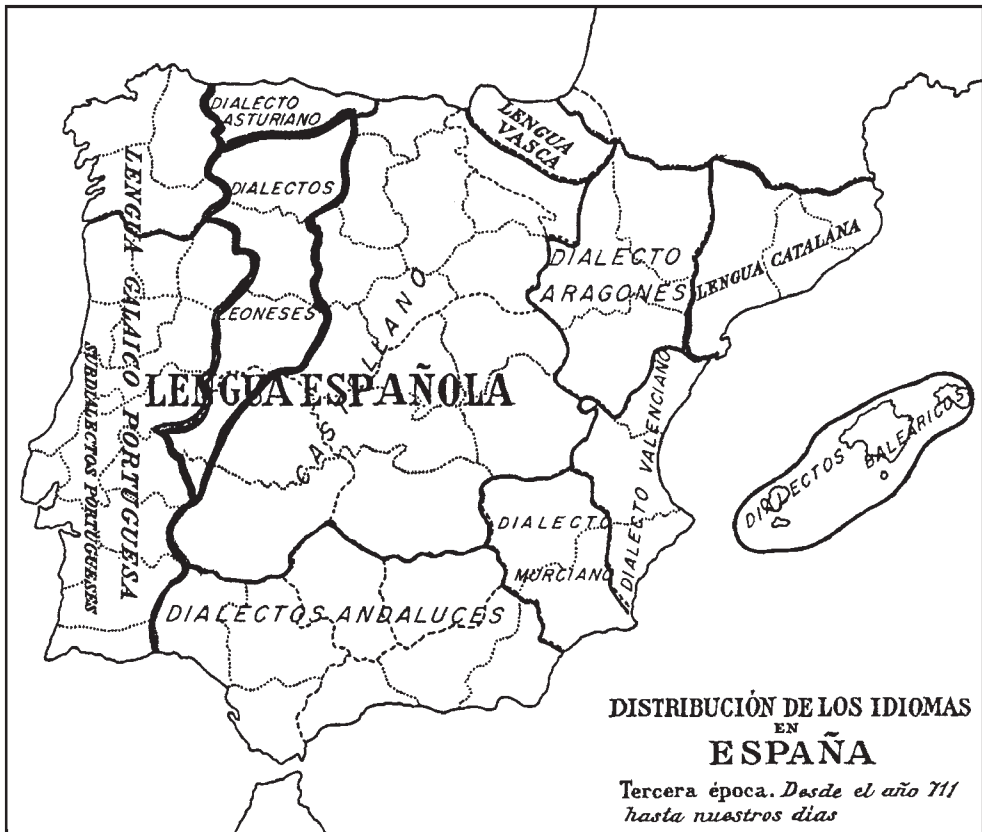 DIALECTO
ASTURIANO
LENGUA
VASCA
DIALECTOS
LEONESES
DIALECTO
ARAGONÉS
LENGUA CATALANA
LENGUA GALAICO PORTUGUESA
SUBDIALECTOS PORTUGUESES
LENGUA ESPAÑOLA
CASTELLANO
DIALECTO VALENCIANO
DIALECTOS BALEÁRICOS
DIALECTO
MURCIANO
DIALECTOS ANDALUCES
DISTRIBUCIÓN DE LOS IDIOMAS
EN
ESPAÑA
Tercera época. Desde el año 711
hasta nuestros dias